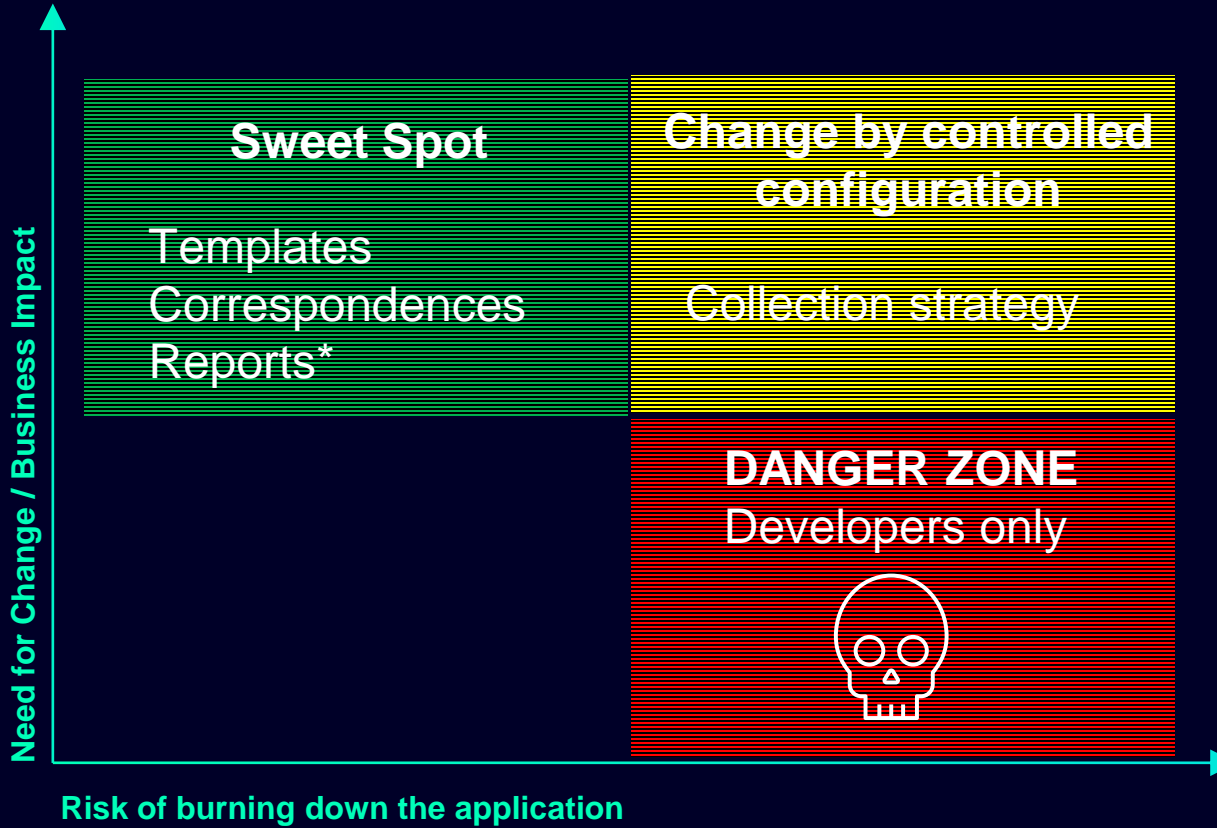 Need for Change / Business Impact
Sweet Spot
Templates
Correspondences
Reports*
Change by controlled
configuration
Collection strategy
DANGER ZONE
Developers only
Risk of burning down the application